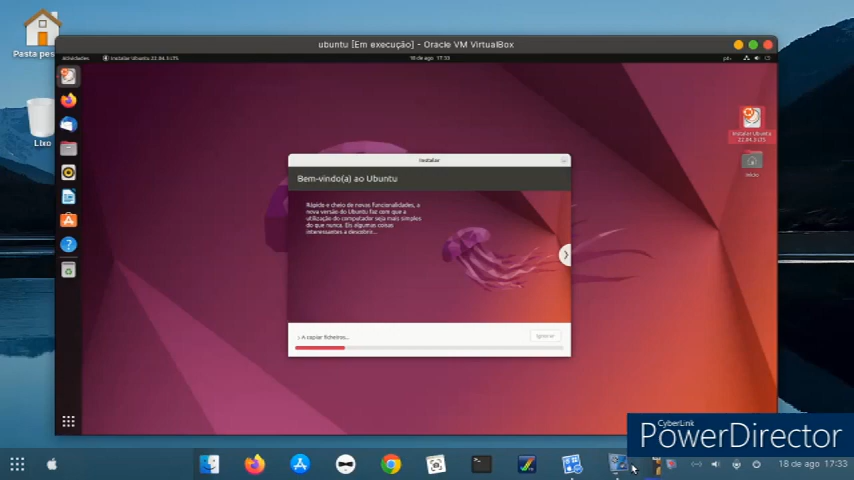 Pasta pes
Lixo
ubuntu [Em execução] - Oracle VM VirtualBox
Atividades
Instalar Ubuntu 22.04.3 LTS
18 de ago 17:33
pt
Instalar Ubuntu
22.04.3 LTS
Início
Instalar
Bem-vindo(a) ao Ubuntu
Rápido e cheio de novas funcionalidades, a
nova versão do Ubuntu faz com que a
utilização do computador seja mais simples
do que nunca. Eis algumas coisas
interessantes a descobrir...
› A copiar ficheiros...
Ignorar
CyberLink
PowerDirector
18 de ago 17:33